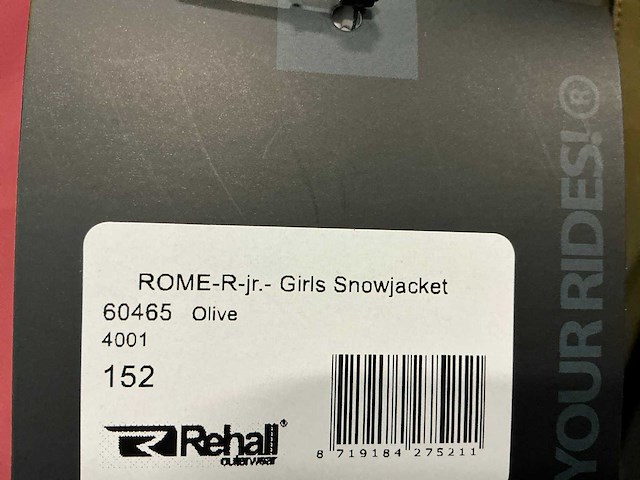 YOUR RIDES!®
ROME-R-jr.- Girls Snowjacket
60465 Olive
4001
152
Rehall®
outerwear
8 719184 275211